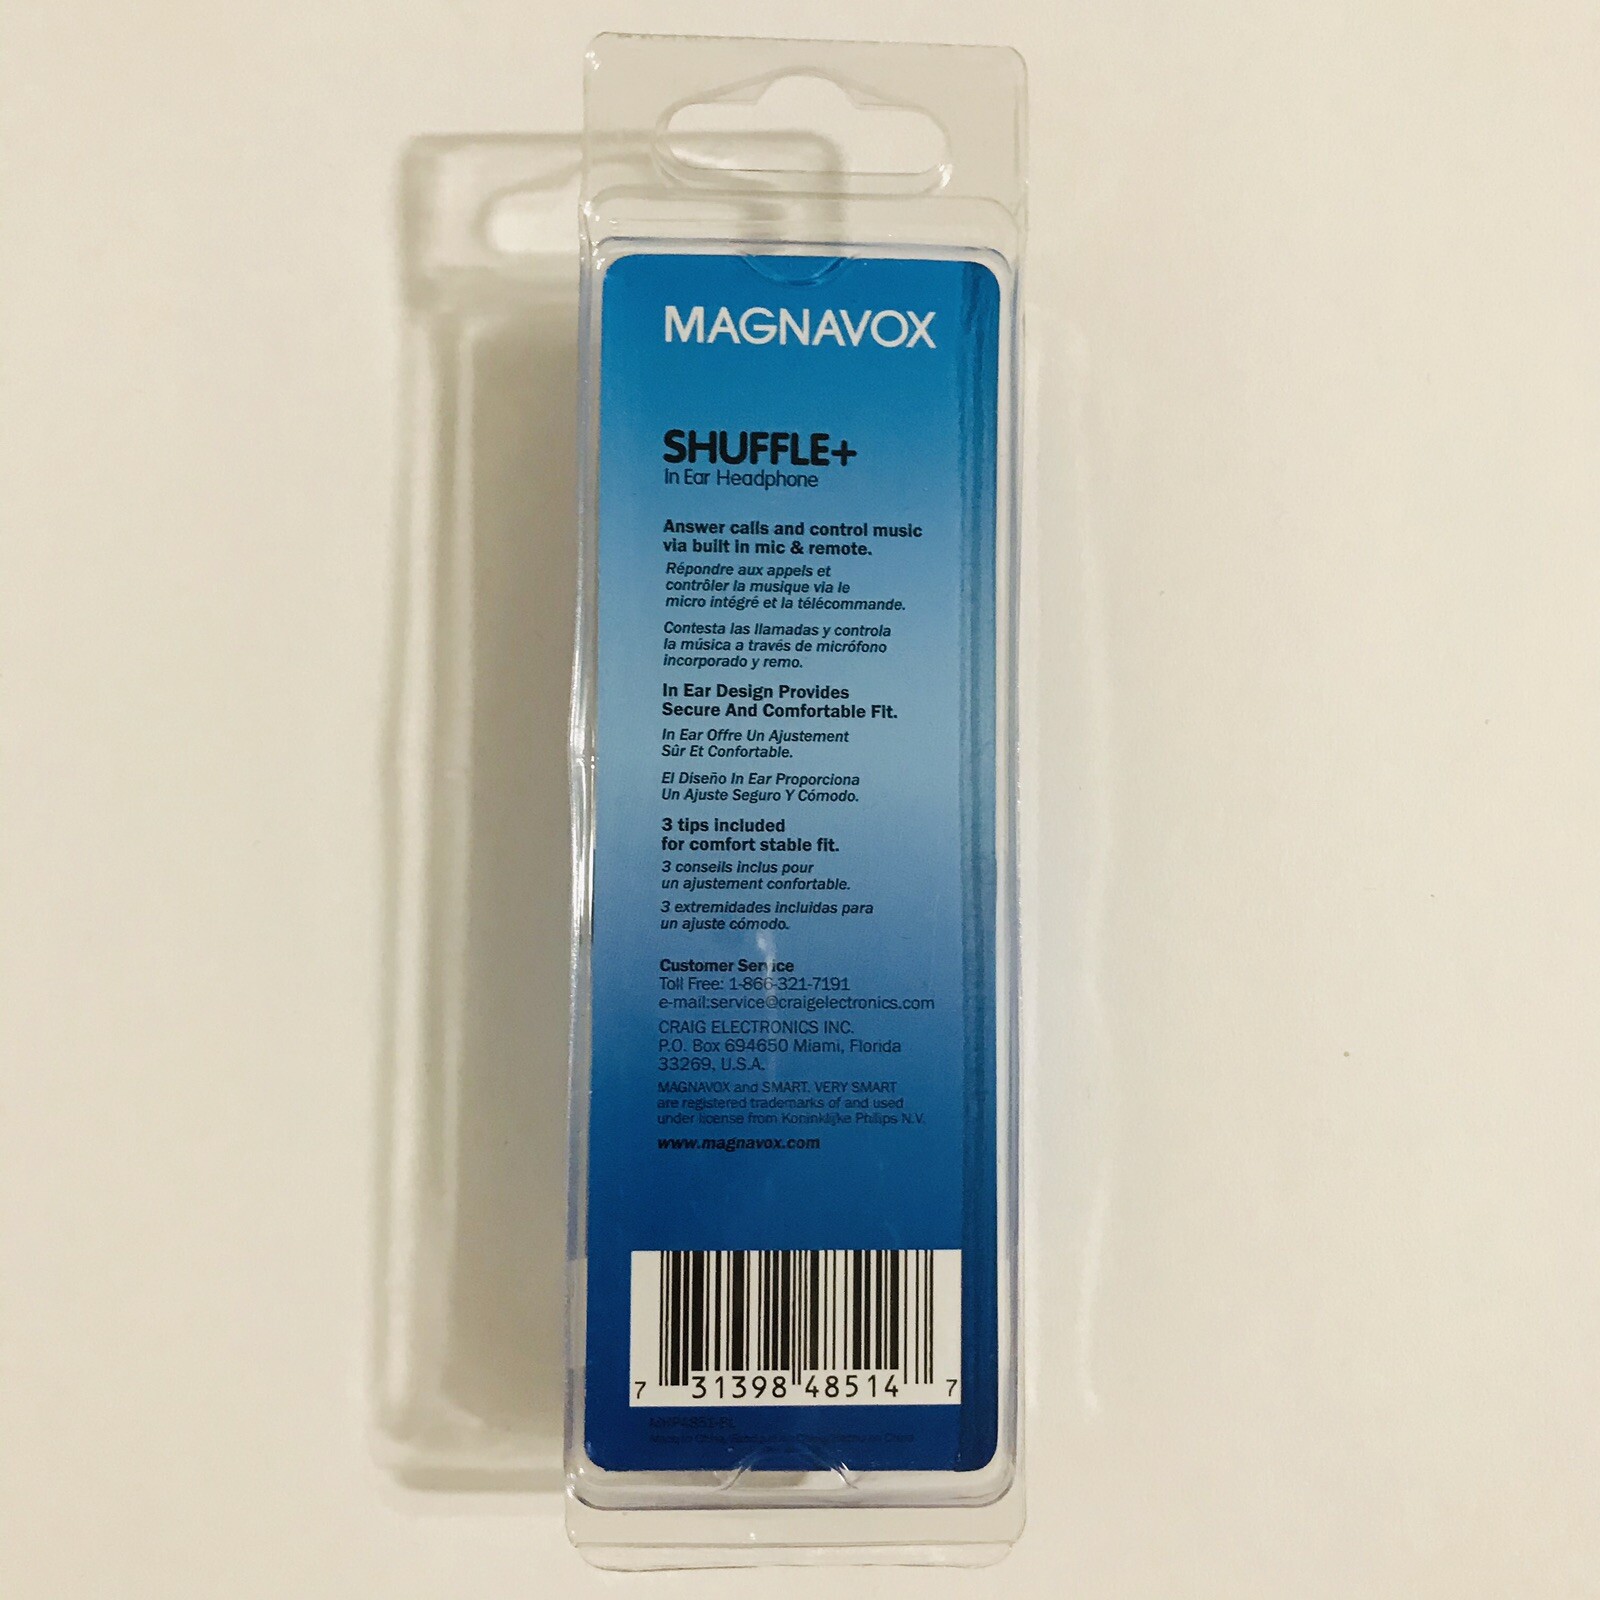 MAGNAVOX
SHUFFLE+
In Ear Headphone
Answer calls and control music
via built in mic & remote.
Répondre aux appels et
contrôler la musique via le
micro intégré et la télécommande.
Contesta las llamadas y controla
la música a través de micrófono
incorporado y remo.
In Ear Design Provides
Secure And Comfortable Fit.
In Ear Offre Un Ajustement
Sûr Et Confortable.
El Diseño In Ear Proporciona
Un Ajuste Seguro Y Cómodo.
3 tips included
for comfort stable fit.
3 conseils inclus pour
un ajustement confortable.
3 extremidades incluidas para
un ajuste cómodo.
Customer Service
Toll Free: 1-866-321-7191
e-mail:service@craigelectronics.com
CRAIG ELECTRONICS INC.
P.O. Box 694650 Miami, Florida
33269, U.S.A.
MAGNAVOX and SMART. VERY SMART
are registered trademarks of and used
under license from Koninklijke Philips N.V.
www.magnavox.com
7 31398 48514 7
MHP4851-BL
Made in China